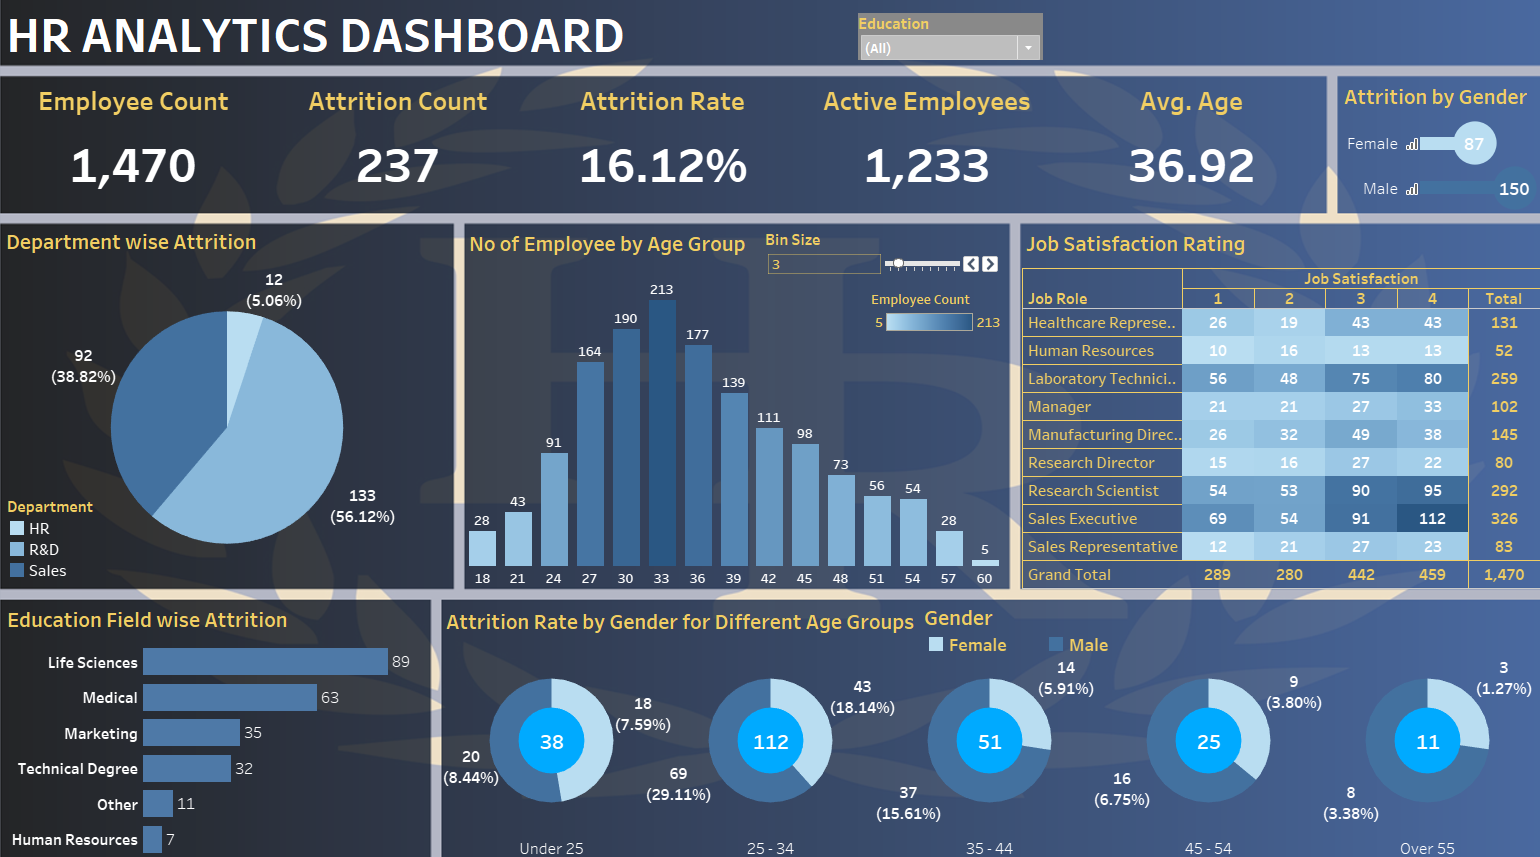 HR ANALYTICS DASHBOARD
Education
(All)
Employee Count
Attrition Count
Attrition Rate
Active Employees
Avg. Age
1,470
237
16.12%
1,233
36.92
Attrition by Gender
Female 87
Male 150
Department wise Attrition
12
(5.06%)
92
(38.82%)
133
(56.12%)
Department
HR
R&D
Sales
No of Employee by Age Group
Bin Size
3
Employee Count
5 213
28 43 91 164 190 213 177 139 111 98 73 56 54 28 5
18 21 24 27 30 33 36 39 42 45 48 51 54 57 60
Job Satisfaction Rating
Job Satisfaction
Job Role 1 2 3 4 Total
Healthcare Represe.. 26 19 43 43 131
Human Resources 10 16 13 13 52
Laboratory Technici.. 56 48 75 80 259
Manager 21 21 27 33 102
Manufacturing Direc.. 26 32 49 38 145
Research Director 15 16 27 22 80
Research Scientist 54 53 90 95 292
Sales Executive 69 54 91 112 326
Sales Representative 12 21 27 23 83
Grand Total 289 280 442 459 1,470
Education Field wise Attrition
Life Sciences 89
Medical 63
Marketing 35
Technical Degree 32
Other 11
Human Resources 7
Attrition Rate by Gender for Different Age Groups
Gender
Female Male
18
(7.59%)
38
20
(8.44%)
Under 25
43
(18.14%)
112
69
(29.11%)
25 - 34
14
(5.91%)
51
37
(15.61%)
35 - 44
9
(3.80%)
25
16
(6.75%)
45 - 54
3
(1.27%)
11
8
(3.38%)
Over 55